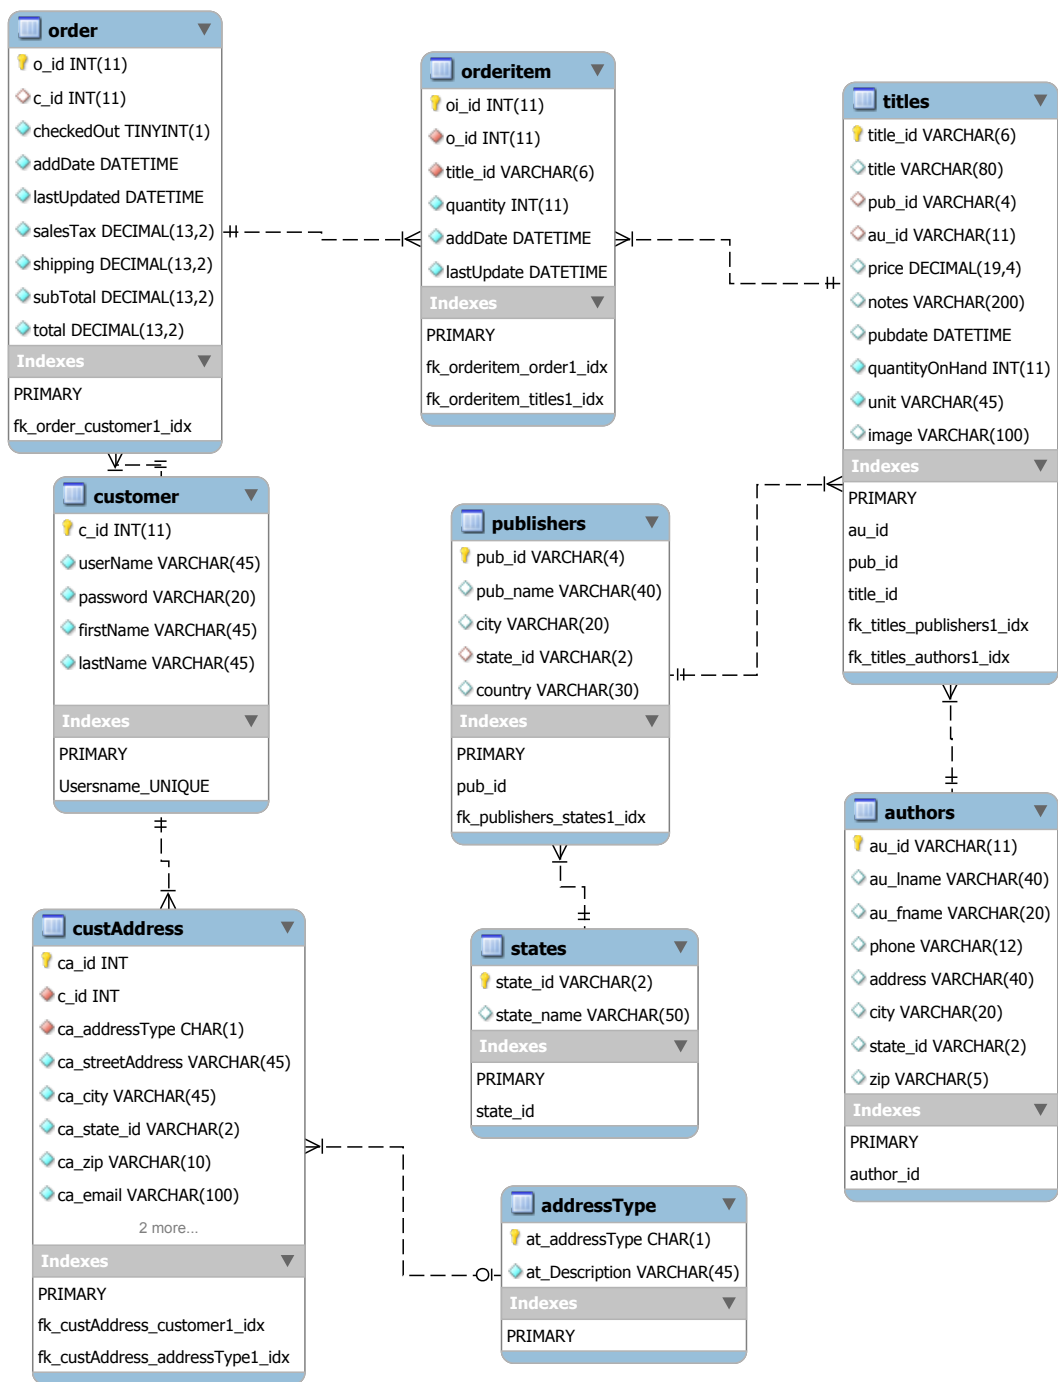 order
o_id INT(11)
c_id INT(11)
checkedOut TINYINT(1)
addDate DATETIME
lastUpdated DATETIME
salesTax DECIMAL(13,2)
shipping DECIMAL(13,2)
subTotal DECIMAL(13,2)
total DECIMAL(13,2)
Indexes
PRIMARY
fk_order_customer1_idx
orderitem
oi_id INT(11)
o_id INT(11)
title_id VARCHAR(6)
quantity INT(11)
addDate DATETIME
lastUpdate DATETIME
Indexes
PRIMARY
fk_orderitem_order1_idx
fk_orderitem_titles1_idx
titles
title_id VARCHAR(6)
title VARCHAR(80)
pub_id VARCHAR(4)
au_id VARCHAR(11)
price DECIMAL(19,4)
notes VARCHAR(200)
pubdate DATETIME
quantityOnHand INT(11)
unit VARCHAR(45)
image VARCHAR(100)
Indexes
PRIMARY
au_id
pub_id
title_id
fk_titles_publishers1_idx
fk_titles_authors1_idx
customer
c_id INT(11)
userName VARCHAR(45)
password VARCHAR(20)
firstName VARCHAR(45)
lastName VARCHAR(45)
Indexes
PRIMARY
Usersname_UNIQUE
publishers
pub_id VARCHAR(4)
pub_name VARCHAR(40)
city VARCHAR(20)
state_id VARCHAR(2)
country VARCHAR(30)
Indexes
PRIMARY
pub_id
fk_publishers_states1_idx
authors
au_id VARCHAR(11)
au_lname VARCHAR(40)
au_fname VARCHAR(20)
phone VARCHAR(12)
address VARCHAR(40)
city VARCHAR(20)
state_id VARCHAR(2)
zip VARCHAR(5)
Indexes
PRIMARY
author_id
custAddress
ca_id INT
c_id INT
ca_addressType CHAR(1)
ca_streetAddress VARCHAR(45)
ca_city VARCHAR(45)
ca_state_id VARCHAR(2)
ca_zip VARCHAR(10)
ca_email VARCHAR(100)
2 more...
Indexes
PRIMARY
fk_custAddress_customer1_idx
fk_custAddress_addressType1_idx
states
state_id VARCHAR(2)
state_name VARCHAR(50)
Indexes
PRIMARY
state_id
addressType
at_addressType CHAR(1)
at_Description VARCHAR(45)
Indexes
PRIMARY